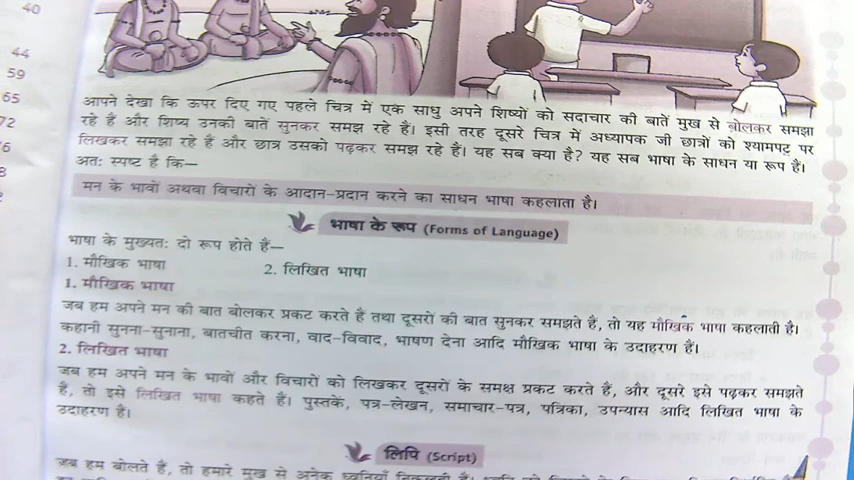 40
44
59
65
72
आपने देखा कि ऊपर दिए गए पहले चित्र में एक साधु अपने शिष्यों को सदाचार की बातें मुख से बोलकर समझा
रहे हैं और शिष्य उनकी बातें सुनकर समझ रहे हैं। इसी तरह दूसरे चित्र में अध्यापक जी छात्रों को श्यामपट्ट पर
लिखकर समझा रहे हैं और छात्र उसको पढ़कर समझ रहे हैं। यह सब क्या है? यह सब भाषा के साधन या रूप हैं।
अतः स्पष्ट है कि—
मन के भावों अथवा विचारों के आदान-प्रदान करने का साधन भाषा कहलाता है।
भाषा के रूप (Forms of Language)
भाषा के मुख्यतः दो रूप होते हैं—
1. मौखिक भाषा 2. लिखित भाषा
1. मौखिक भाषा
जब हम अपने मन की बात बोलकर प्रकट करते हैं तथा दूसरों की बात सुनकर समझते हैं, तो यह मौखिक भाषा कहलाती है।
कहानी सुनना-सुनाना, बातचीत करना, वाद-विवाद, भाषण देना आदि मौखिक भाषा के उदाहरण हैं।
2. लिखित भाषा
जब हम अपने मन के भावों और विचारों को लिखकर दूसरों के समक्ष प्रकट करते हैं, और दूसरे इसे पढ़कर समझते
हैं, तो इसे लिखित भाषा कहते हैं। पुस्तकें, पत्र-लेखन, समाचार-पत्र, पत्रिका, उपन्यास आदि लिखित भाषा के
उदाहरण हैं।
लिपि (Script)
जब हम बोलते हैं, तो हमारे मुख से अनेक ध्वनियाँ निकलती हैं।